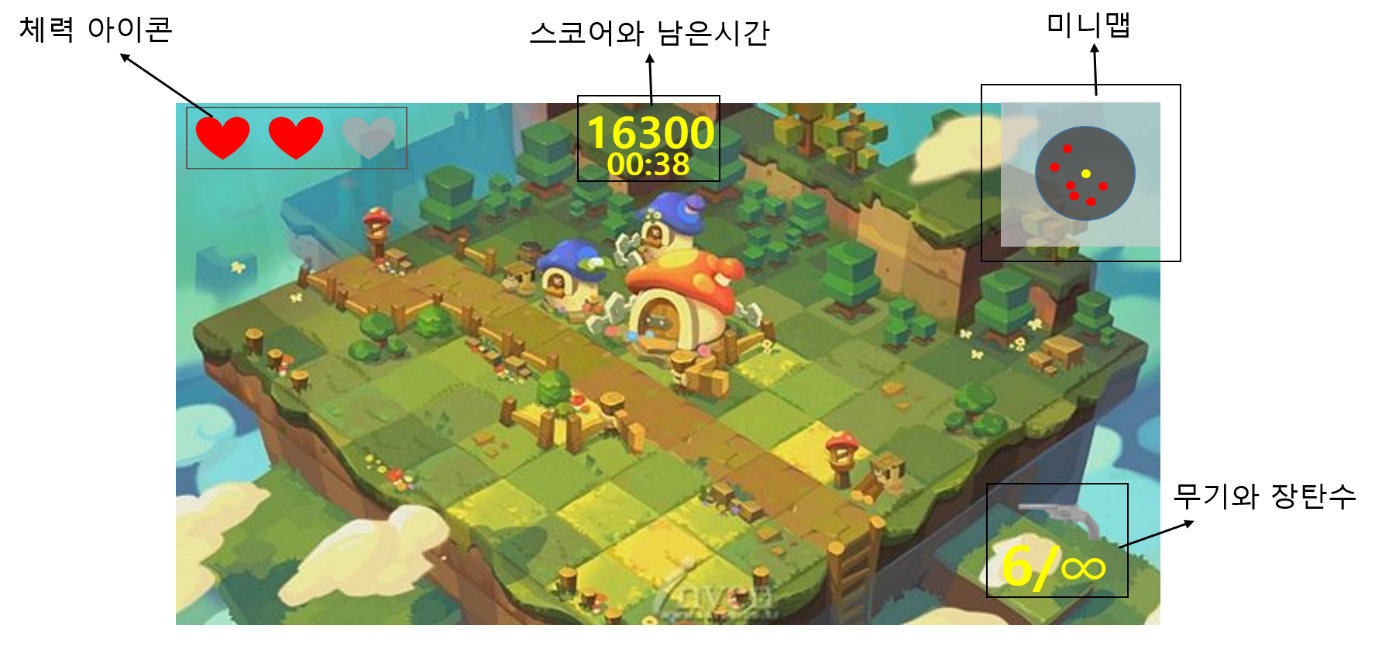 체력 아이콘
스코어와 남은시간
미니맵
16300
00:38
무기와 장탄수
6/∞